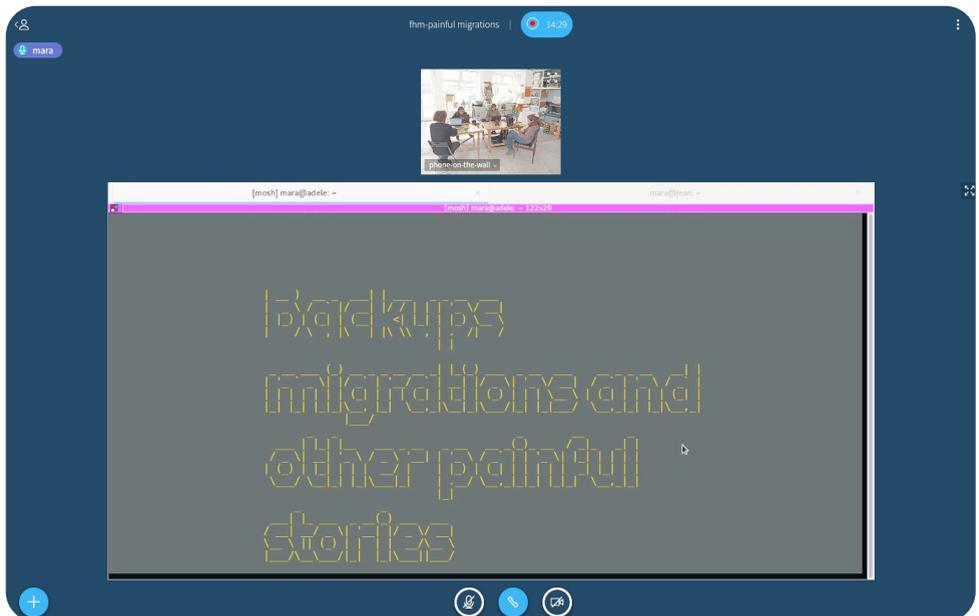 fhm-painful migrations | 14:29
mara
phone-on-the-wall
[mosh] mara@adele: ~
mara@jean: ~
[mosh] mara@adele: ~ 122x29
backups
migrations and
other painful
stories